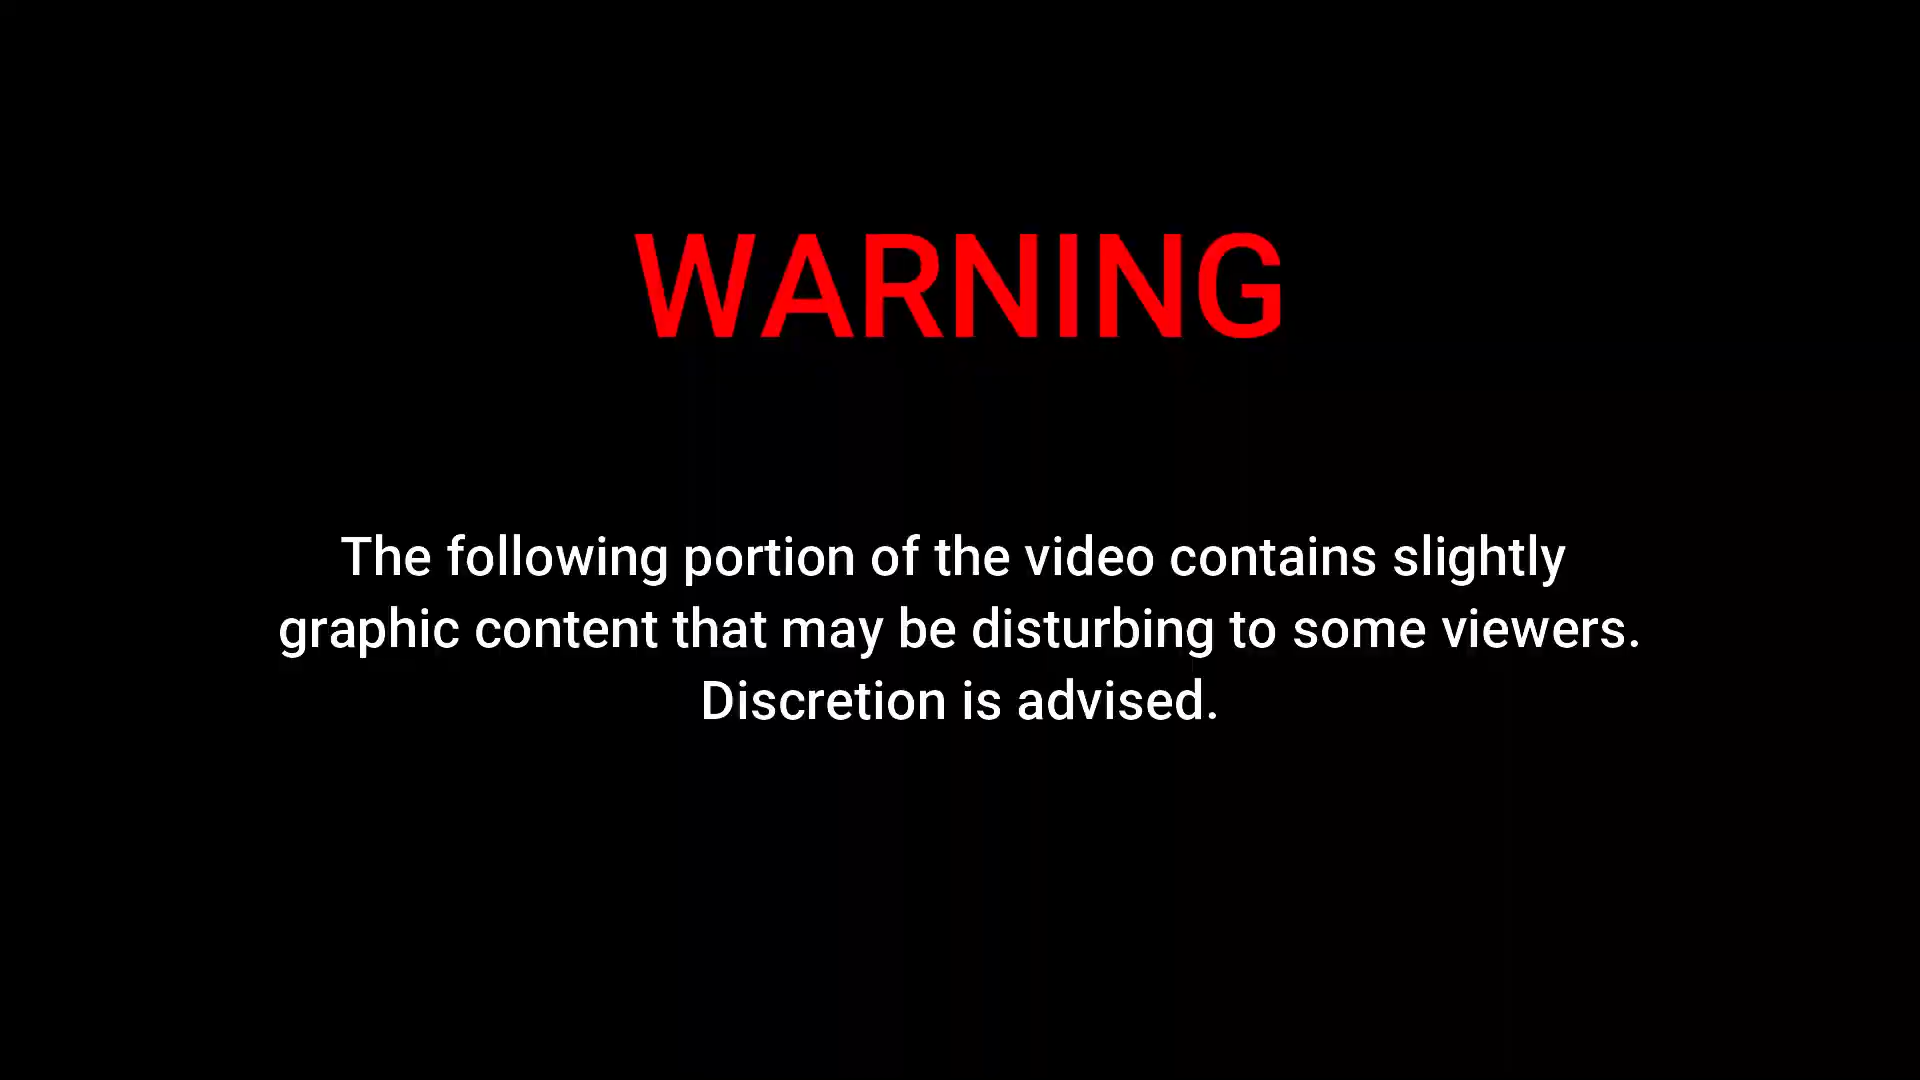 WARNING
The following portion of the video contains slightly
graphic content that may be disturbing to some viewers.
Discretion is advised.